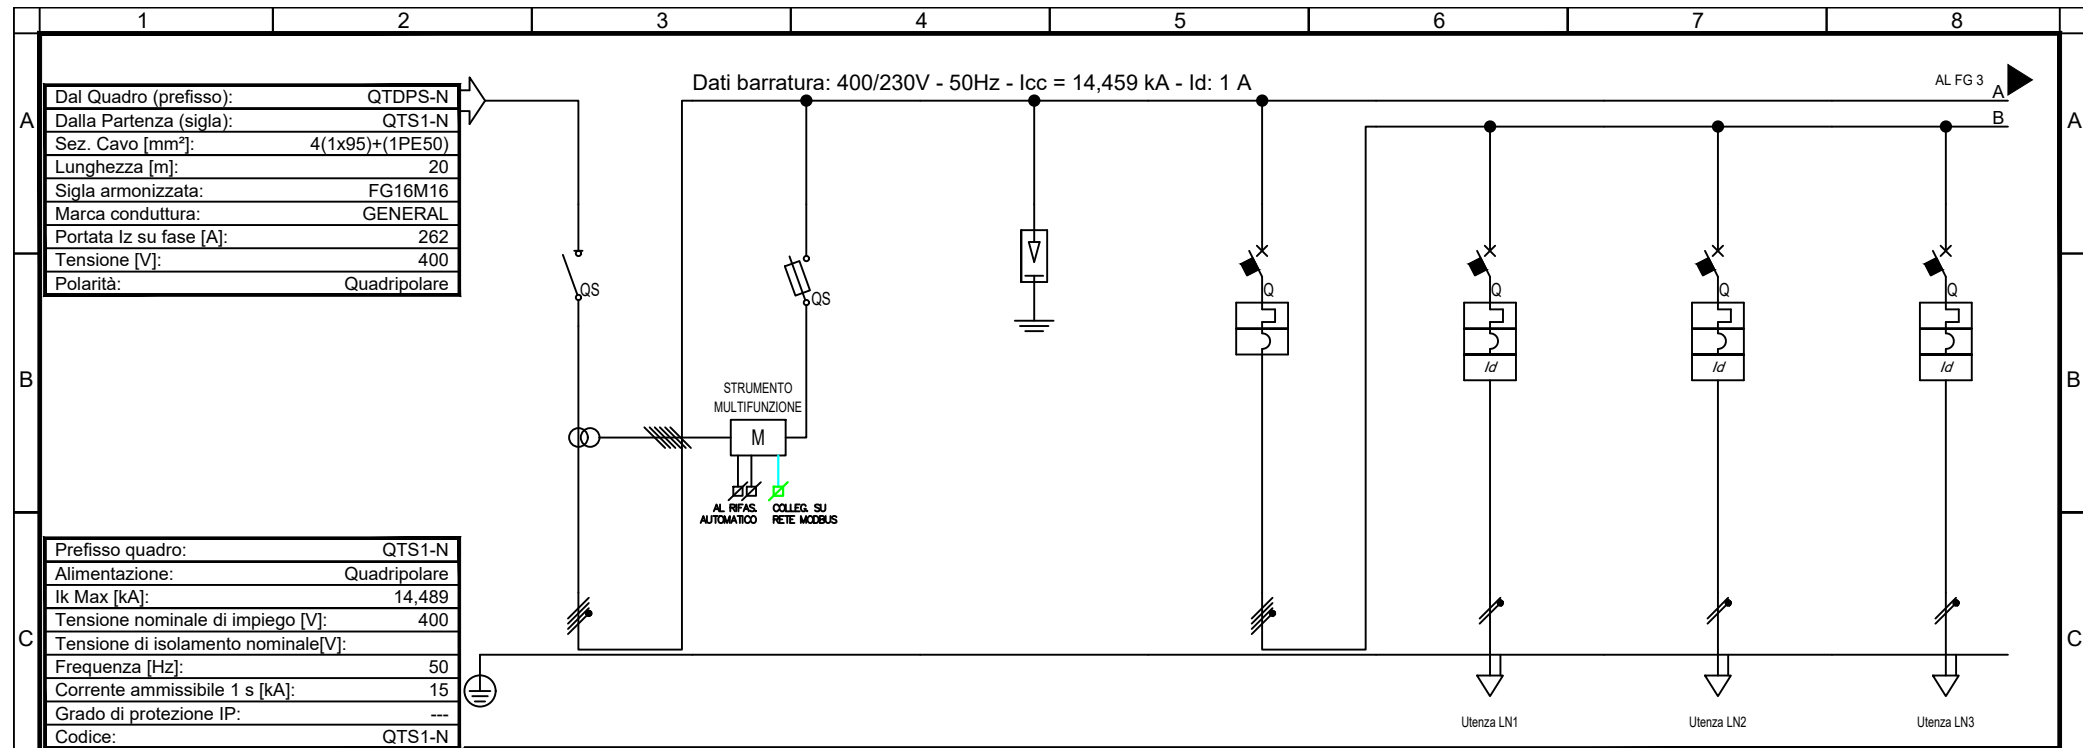 1 2 3 4 5 6 7 8
Dati barratura: 400/230V - 50Hz - Icc = 14,459 kA - Id: 1 A
AL FG 3
A
B
A A
Dal Quadro (prefisso): QTDPS-N
Dalla Partenza (sigla): QTS1-N
Sez. Cavo [mm²]: 4(1x95)+(1PE50)
Lunghezza [m]: 20
Sigla armonizzata: FG16M16
Marca conduttura: GENERAL
Portata Iz su fase [A]: 262
Tensione [V]: 400
Polarità: Quadripolare
QS
QS
Q Q Q Q
Id Id Id
B B
STRUMENTO
MULTIFUNZIONE
M
AL RIFAS.
AUTOMATICO
COLLEG. SU
RETE MODBUS
C C
Prefisso quadro: QTS1-N
Alimentazione: Quadripolare
Ik Max [kA]: 14,489
Tensione nominale di impiego [V]: 400
Tensione di isolamento nominale[V]:
Frequenza [Hz]: 50
Corrente ammissibile 1 s [kA]: 15
Grado di protezione IP: ---
Codice: QTS1-N
Utenza LN1
Utenza LN2
Utenza LN3